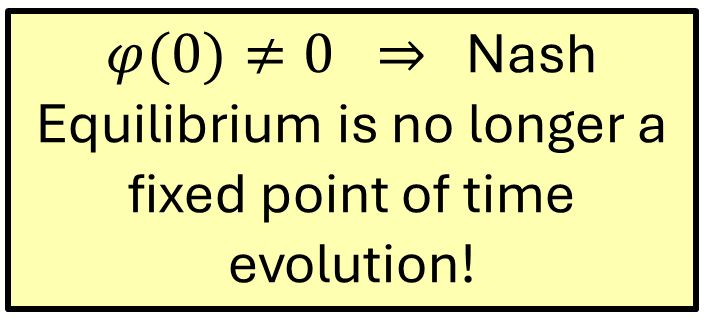 φ(0) ≠ 0 ⇒ Nash
Equilibrium is no longer a
fixed point of time
evolution!